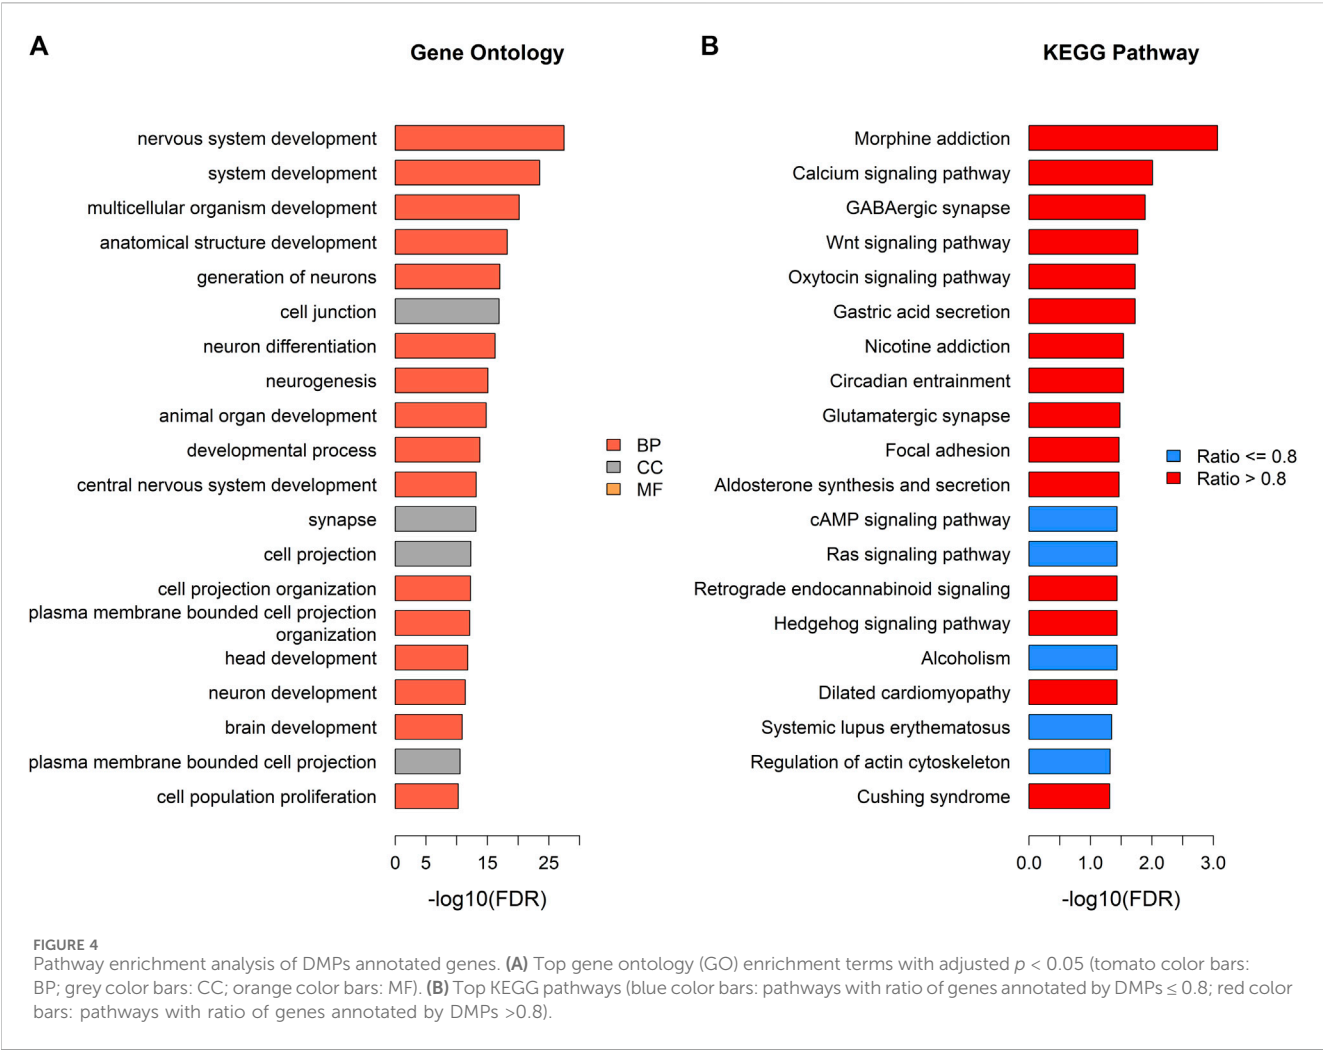 A
Gene Ontology
nervous system development
system development
multicellular organism development
anatomical structure development
generation of neurons
cell junction
neuron differentiation
neurogenesis
animal organ development
developmental process
central nervous system development
synapse
cell projection
cell projection organization
plasma membrane bounded cell projection
organization
head development
neuron development
brain development
plasma membrane bounded cell projection
cell population proliferation
0 5 15 25
-log10(FDR)
BP
CC
MF
B
KEGG Pathway
Morphine addiction
Calcium signaling pathway
GABAergic synapse
Wnt signaling pathway
Oxytocin signaling pathway
Gastric acid secretion
Nicotine addiction
Circadian entrainment
Glutamatergic synapse
Focal adhesion
Aldosterone synthesis and secretion
cAMP signaling pathway
Ras signaling pathway
Retrograde endocannabinoid signaling
Hedgehog signaling pathway
Alcoholism
Dilated cardiomyopathy
Systemic lupus erythematosus
Regulation of actin cytoskeleton
Cushing syndrome
0.0 1.0 2.0 3.0
-log10(FDR)
Ratio <= 0.8
Ratio > 0.8
FIGURE 4
Pathway enrichment analysis of DMPs annotated genes. (A) Top gene ontology (GO) enrichment terms with adjusted p < 0.05 (tomato color bars:
BP; grey color bars: CC; orange color bars: MF). (B) Top KEGG pathways (blue color bars: pathways with ratio of genes annotated by DMPs ≤ 0.8; red color
bars: pathways with ratio of genes annotated by DMPs >0.8).